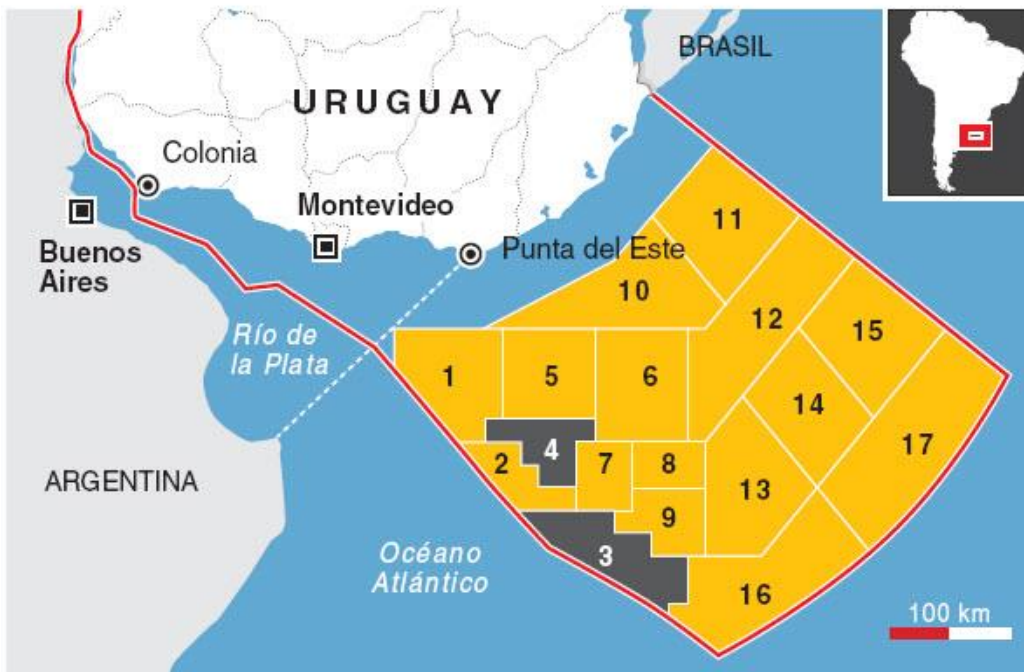 BRASIL
URUGUAY
Colonia
Montevideo
Buenos
Aires
Punta del Este
Río de
la Plata
ARGENTINA
Océano
Atlántico
11
10
12
15
1
5
6
14
17
4
2
7
8
13
9
3
16
100 km